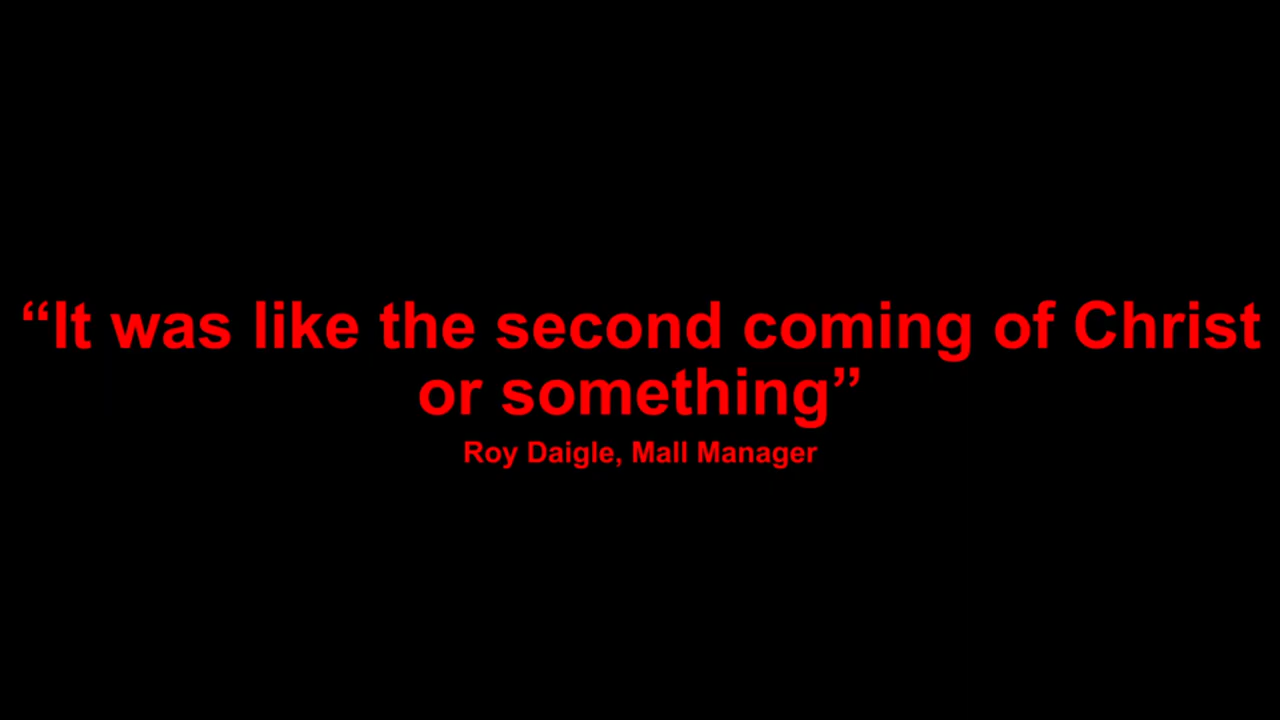 “It was like the second coming of Christ
or something”
Roy Daigle, Mall Manager